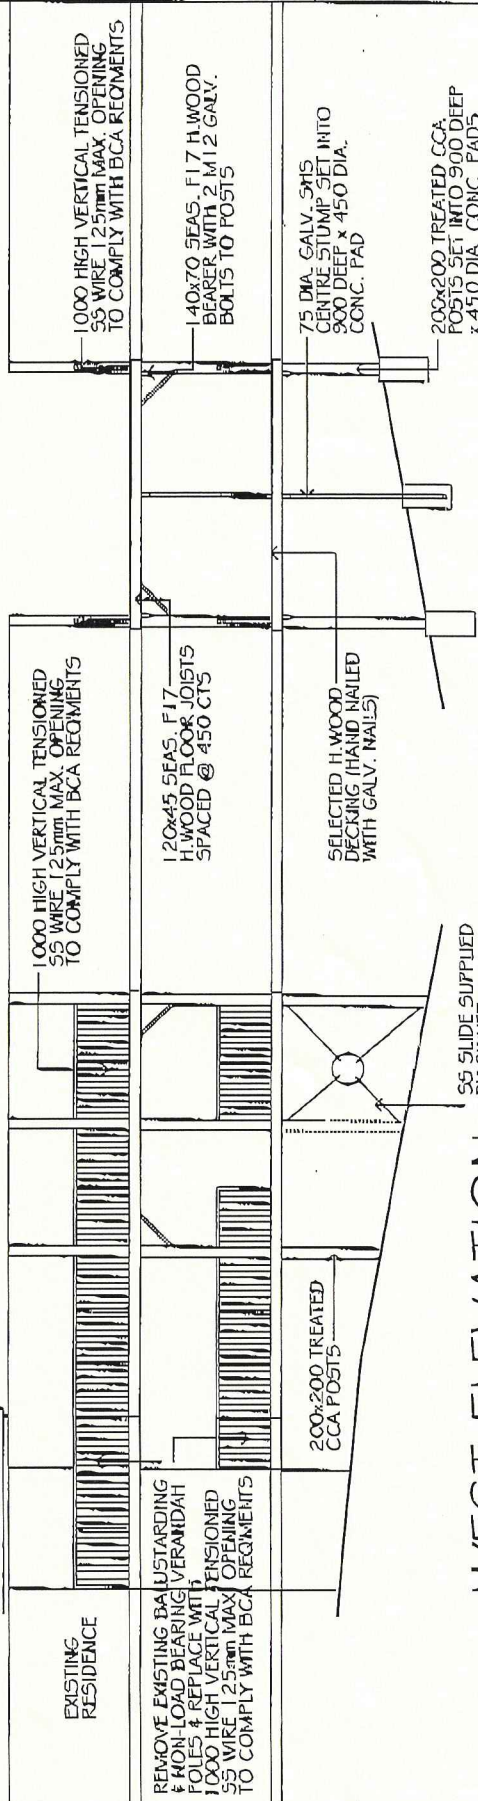 EXISTING
RESIDENCE
REMOVE EXISTING BALUSTARDING
& NON-LOAD BEARING VERANDAH
POLES & REPLACE WITH
1000 HIGH VERTICAL TENSIONED
SS WIRE 125mm MAX. OPENING
TO COMPLY WITH BCA REQMENTS
200x200 TREATED
CCA POSTS
1000 HIGH VERTICAL TENSIONED
SS WIRE 125mm MAX. OPENING
TO COMPLY WITH BCA REQMENTS
SS SLIDE SUPPLIED
WEST ELEVATION
120x45 SEAS. F17
H.WOOD FLOOR JOISTS
SPACED @ 450 CTS
SELECTED H.WOOD
DECKING (HAND NAILED
WITH GALV. NAILS)
1000 HIGH VERTICAL TENSIONED
SS WIRE 125mm MAX. OPENING
TO COMPLY WITH BCA REQMENTS
140x70 SEAS. F17 H.WOOD
BEARER WITH 2 M12 GALV.
BOLTS TO POSTS
75 DIA. GALV. SHS
CENTRE STUMP SET INTO
900 DEEP x 450 DIA.
CONC. PAD
200x200 TREATED CCA
POSTS SET INTO 900 DEEP
x 450 DIA. CONC. PADS